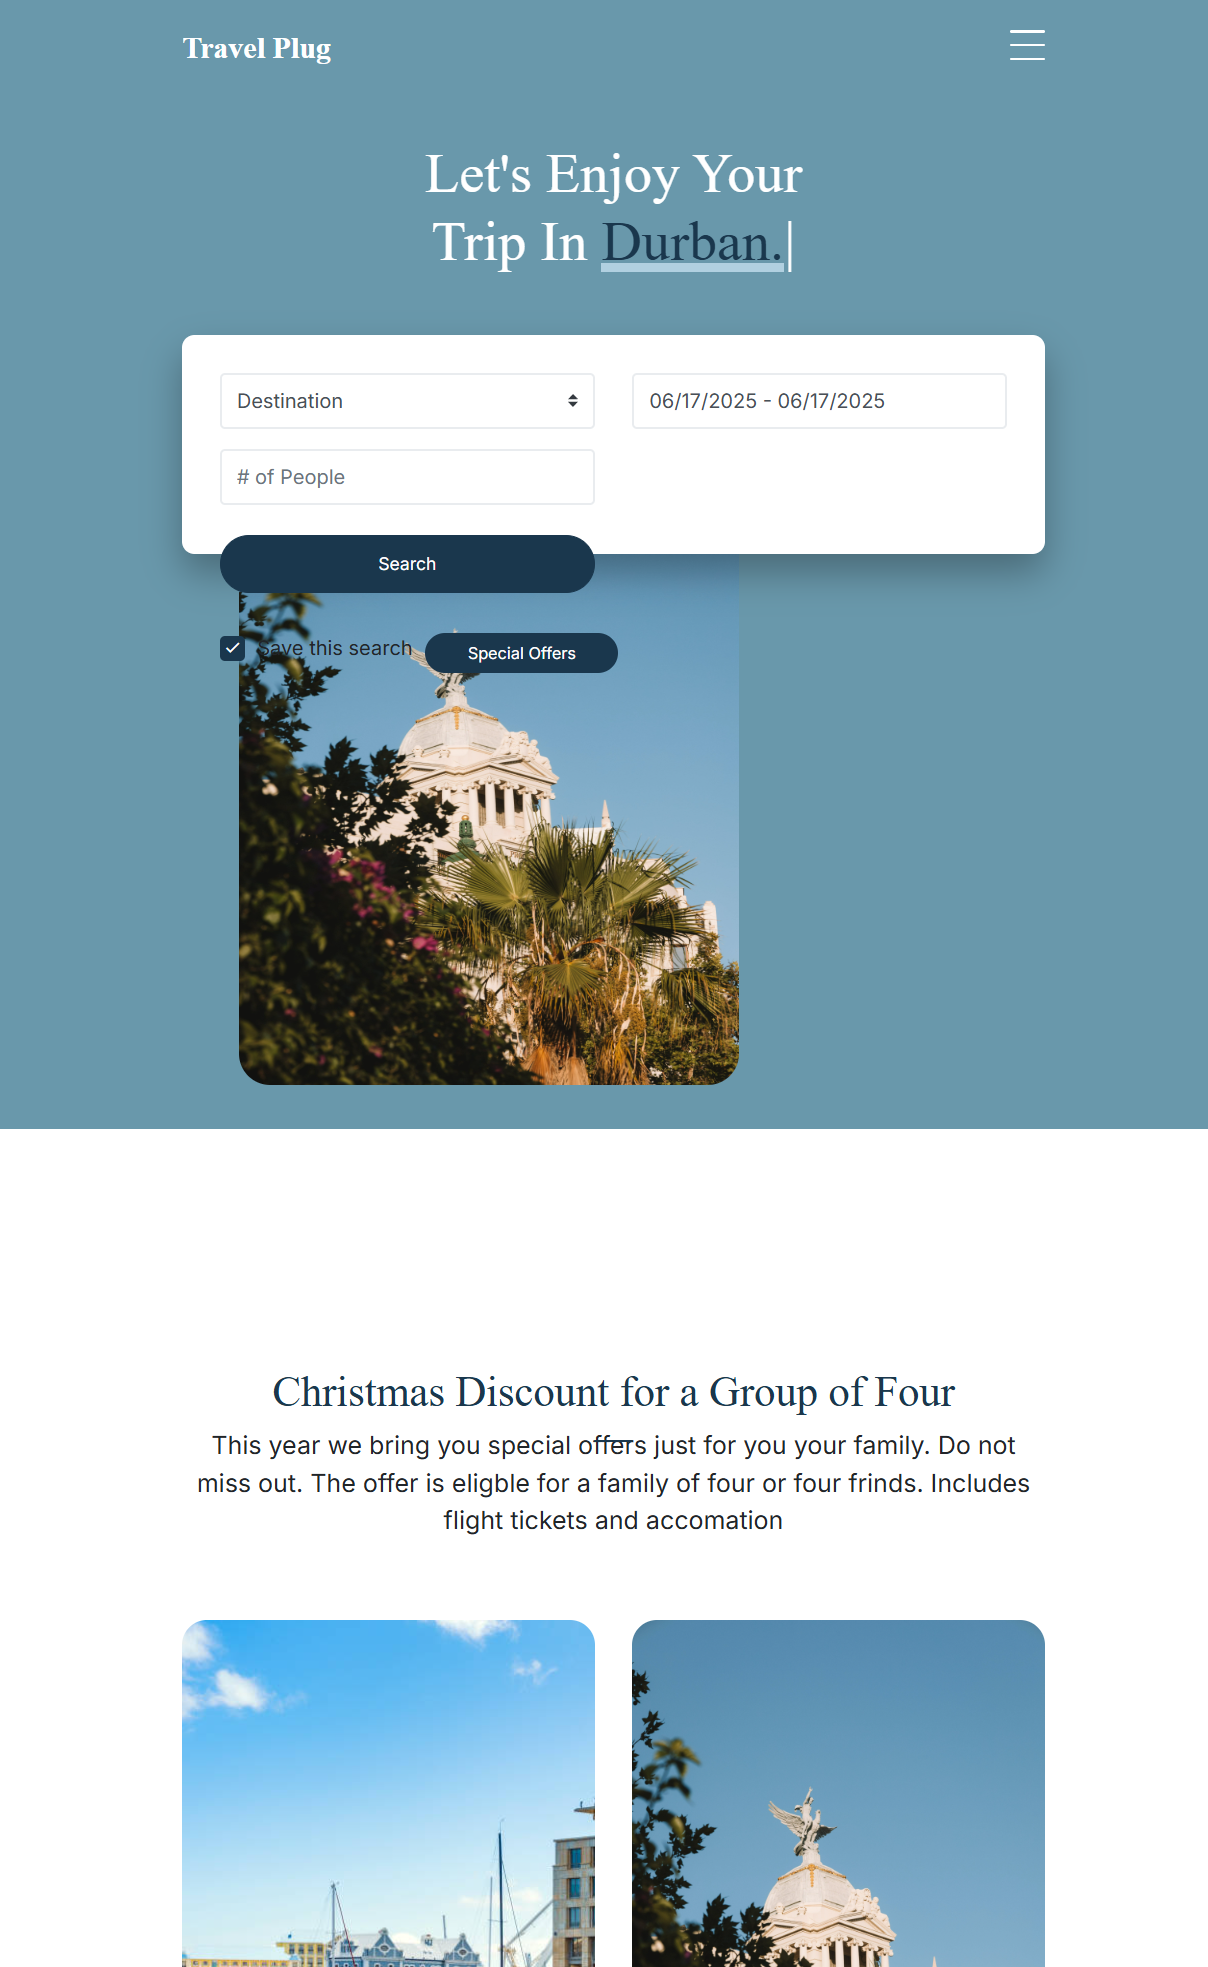 Travel Plug
Let's Enjoy Your
Trip In Durban.|
Destination
06/17/2025 - 06/17/2025
# of People
Search
Save this search
Special Offers
Christmas Discount for a Group of Four
This year we bring you special offers just for you your family. Do not
miss out. The offer is eligble for a family of four or four frinds. Includes
flight tickets and accomation